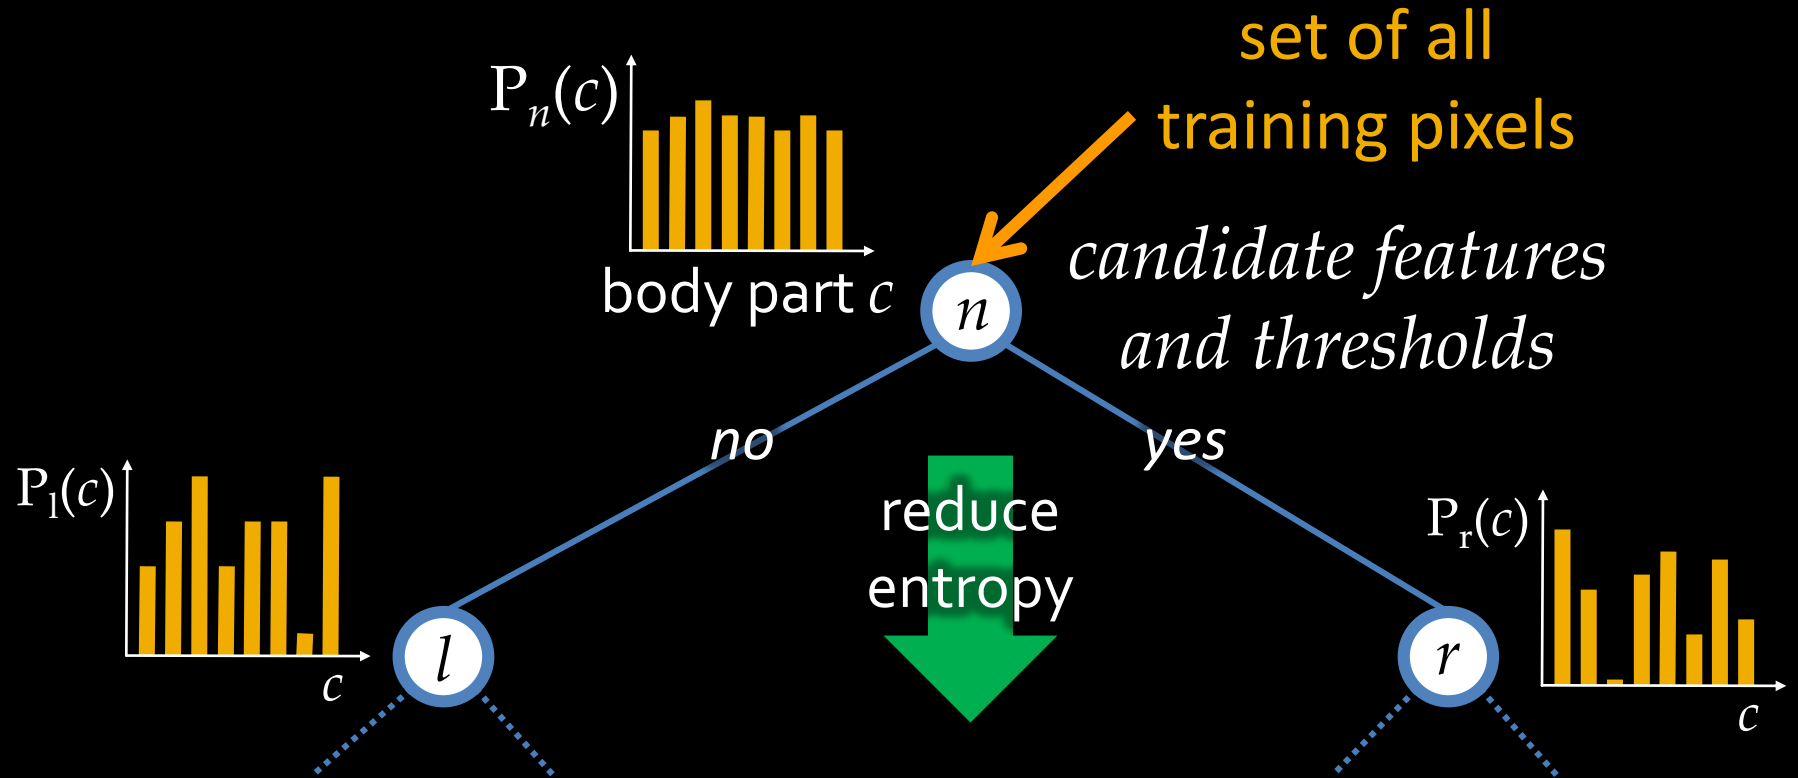 set of all
training pixels
Pn(c)
body part c
n
candidate features
and thresholds
no
yes
reduce
entropy
Pl(c)
c
l
Pr(c)
c
r